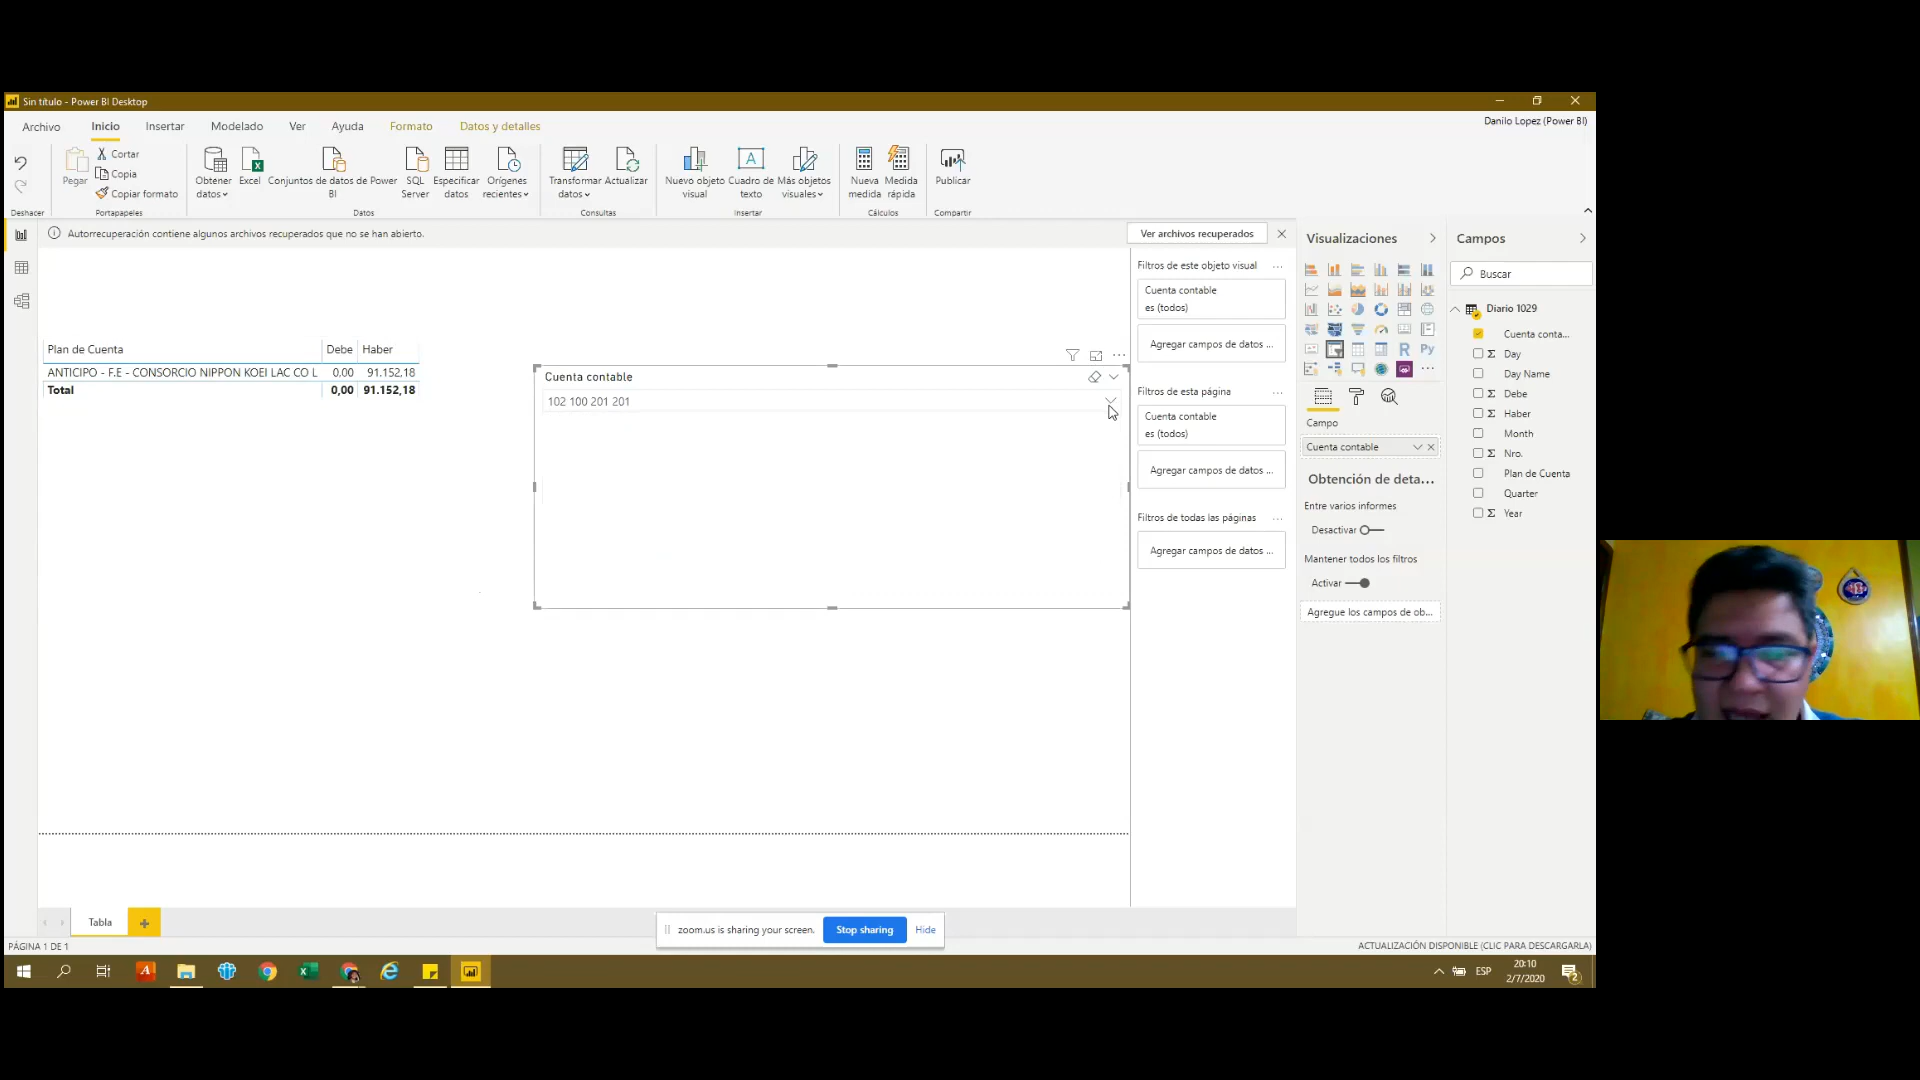 Sin título - Power BI Desktop
Archivo Inicio Insertar Modelado Ver Ayuda Formato Datos y detalles
Danilo Lopez (Power BI)
Pegar
Cortar
Copia
Copiar formato
Obtener datos
Excel
Conjuntos de datos de Power BI
SQL Server
Especificar datos
Orígenes recientes
Transformar datos
Actualizar
Nuevo objeto visual
Cuadro de texto
Más objetos visuales
Nueva medida
Medida rápida
Publicar
Deshacer Portapapeles Datos Consultas Insertar Cálculos Compartir
Autorrecuperación contiene algunos archivos recuperados que no se han abierto.
Ver archivos recuperados
Plan de Cuenta Debe Haber
ANTICIPO - F.E - CONSORCIO NIPPON KOEI LAC CO L 0,00 91.152,18
Total 0,00 91.152,18
Cuenta contable
102 100 201 201
Filtros de este objeto visual ...
Cuenta contable
es (todos)
Agregar campos de datos ...
Filtros de esta página ...
Cuenta contable
es (todos)
Agregar campos de datos ...
Filtros de todas las páginas ...
Agregar campos de datos ...
Visualizaciones
R Py
Campo
Cuenta contable
Obtención de deta...
Entre varios informes
Desactivar
Mantener todos los filtros
Activar
Agregue los campos de ob...
Campos
Buscar
Diario 1029
Cuenta conta...
Σ Day
Day Name
Σ Debe
Σ Haber
Month
Σ Nro.
Plan de Cuenta
Quarter
Σ Year
Tabla
zoom.us is sharing your screen. Stop sharing Hide
PÁGINA 1 DE 1
ACTUALIZACIÓN DISPONIBLE (CLIC PARA DESCARGARLA)
ESP
20:10
2/7/2020
2